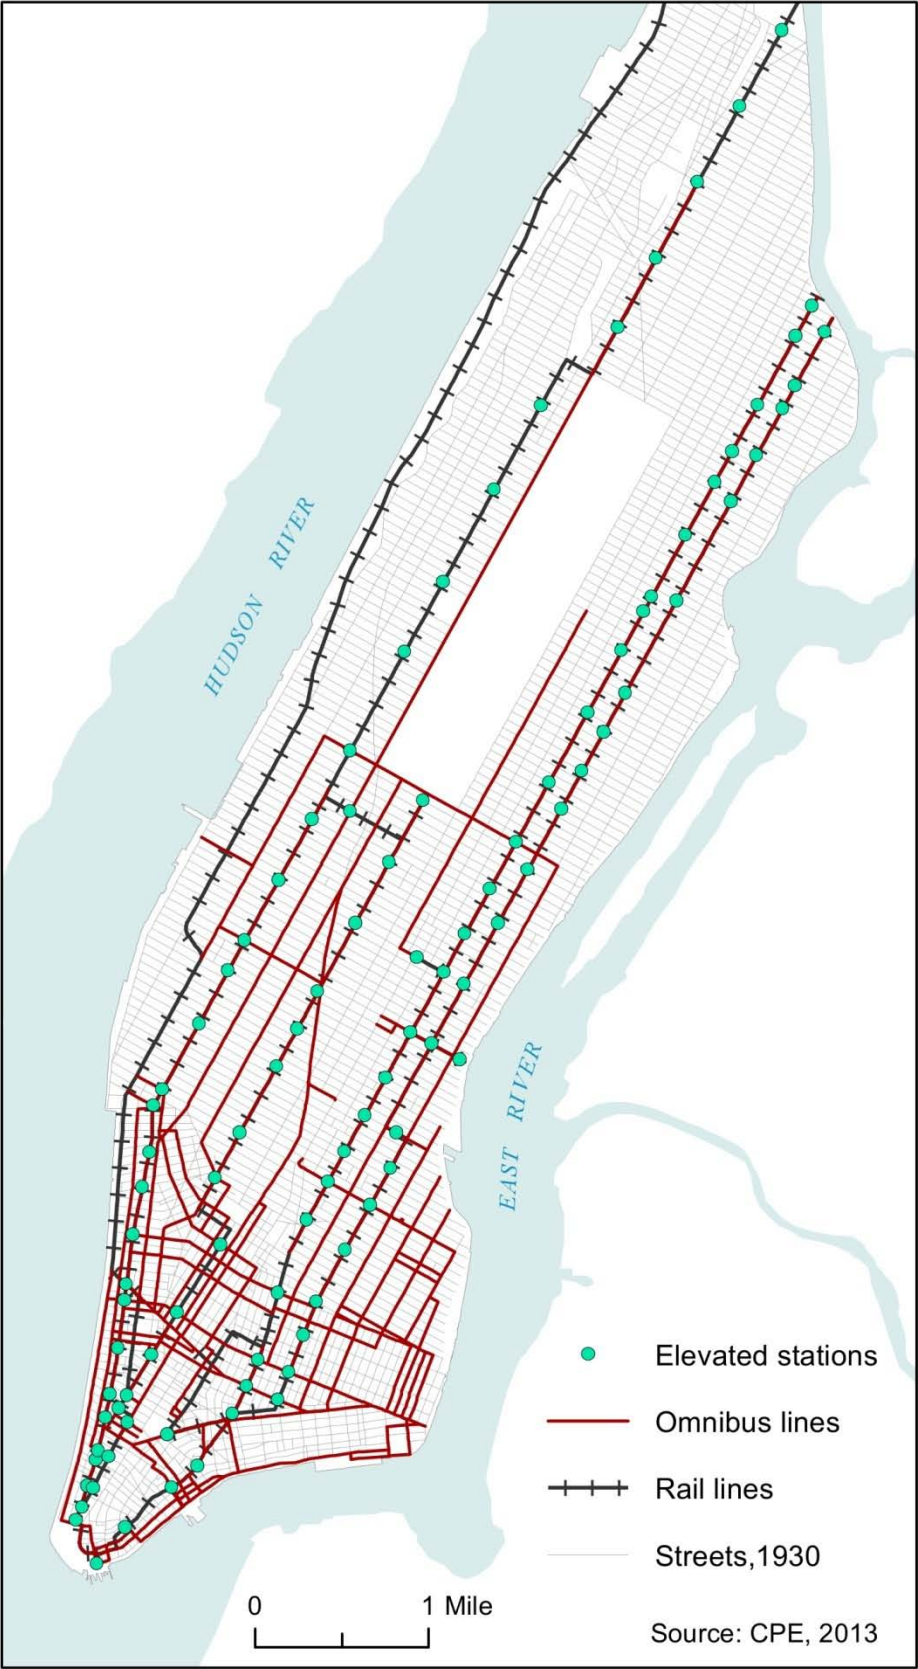 HUDSON RIVER
EAST RIVER
Elevated stations
Omnibus lines
Rail lines
Streets,1930
0 1 Mile
Source: CPE, 2013